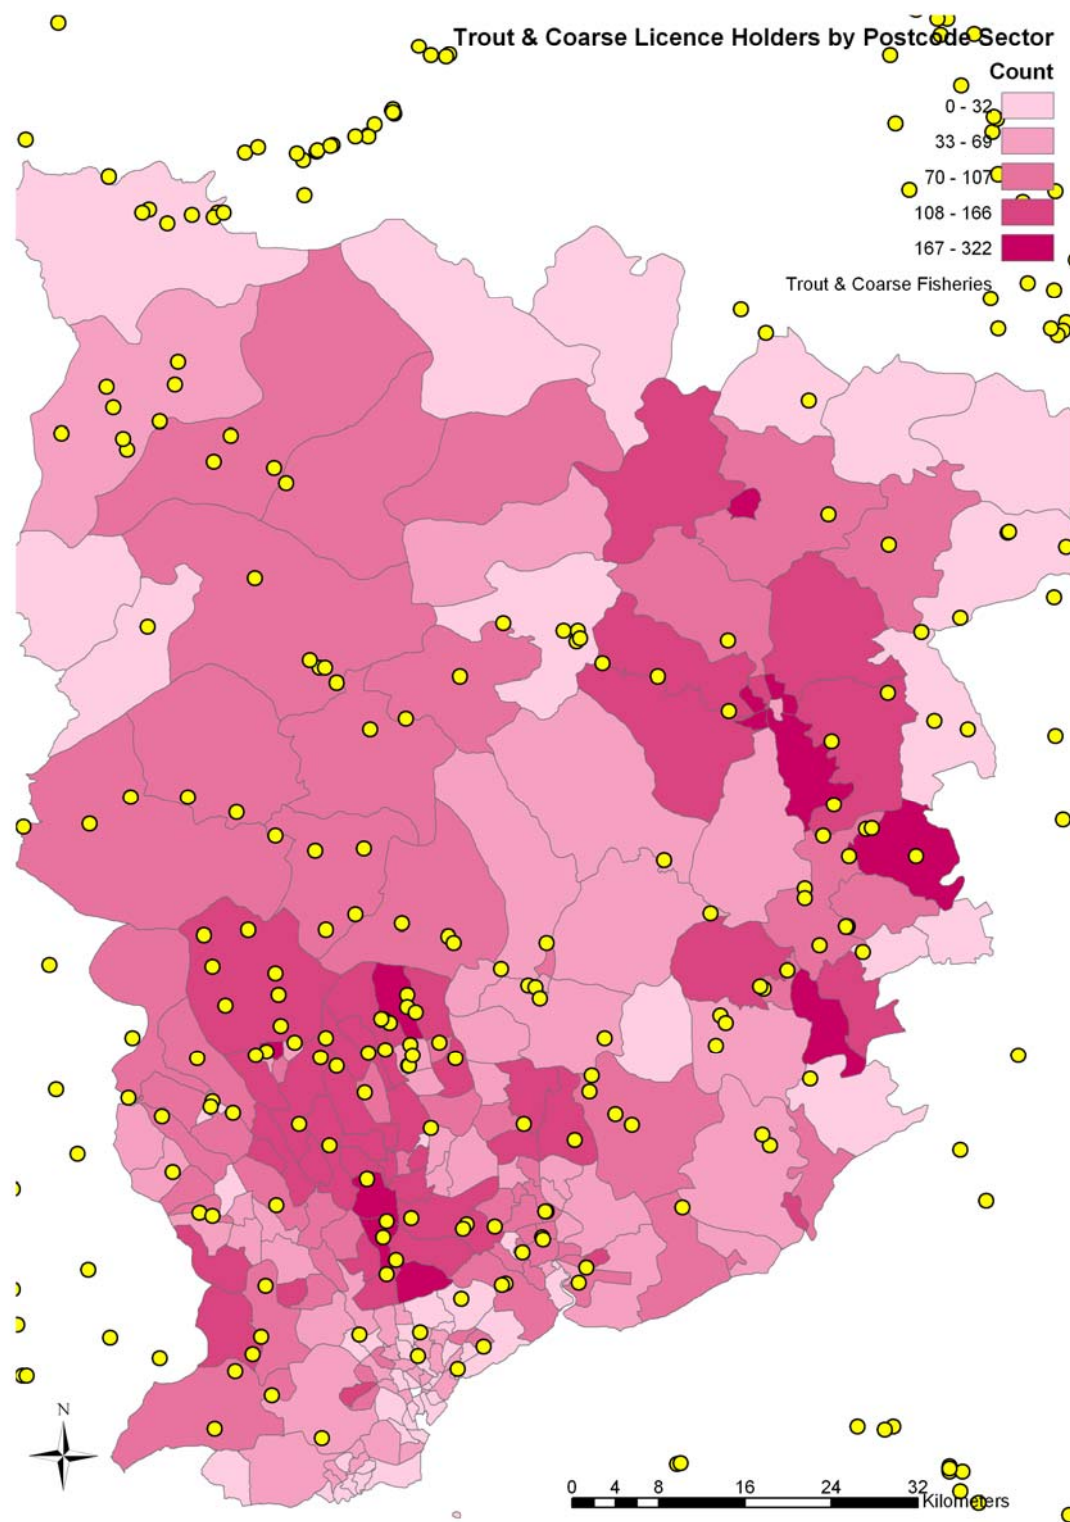 Trout & Coarse Licence Holders by Postcode Sector
Count
0 - 32
33 - 69
70 - 107
108 - 166
167 - 322
Trout & Coarse Fisheries
N
0 4 8 16 24 32
Kilometers